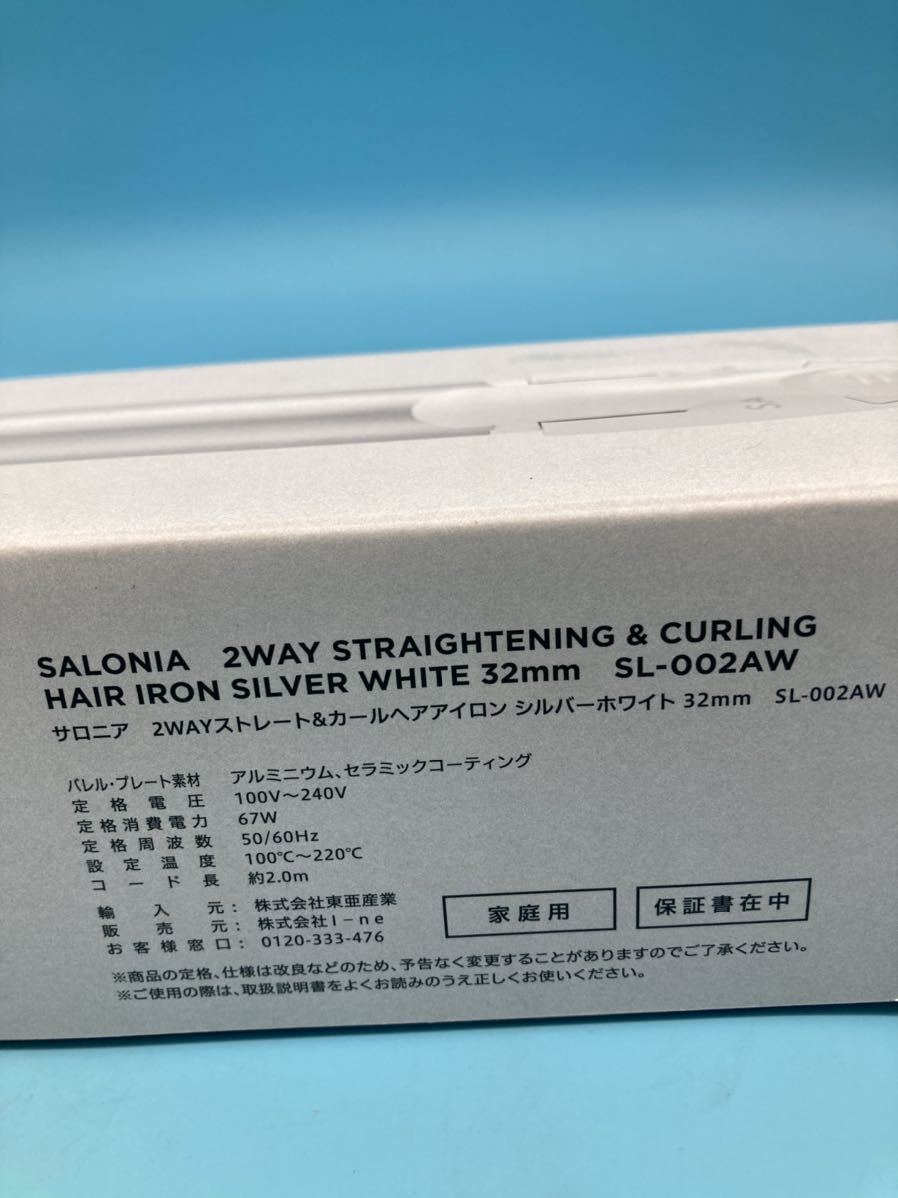 SALONIA 2WAY STRAIGHTENING & CURLING
HAIR IRON SILVER WHITE 32mm SL-002AW
サロニア 2WAYストレート&カールヘアアイロン シルバーホワイト 32mm SL-002AW
バレル・プレート素材 アルミニウム、セラミックコーティング
定格電圧 100V～240V
定格消費電力 67W
定格周波数 50/60Hz
設定温度 100℃～220℃
コード長 約2.0m
輸入元： 株式会社東亜産業
販売元： 株式会社I-ne
お客様窓口： 0120-333-476
家庭用
保証書在中
※商品の定格、仕様は改良などのため、予告なく変更することがありますのでご了承ください。
※ご使用の際は、取扱説明書をよくお読みのうえ正しくお使いください。